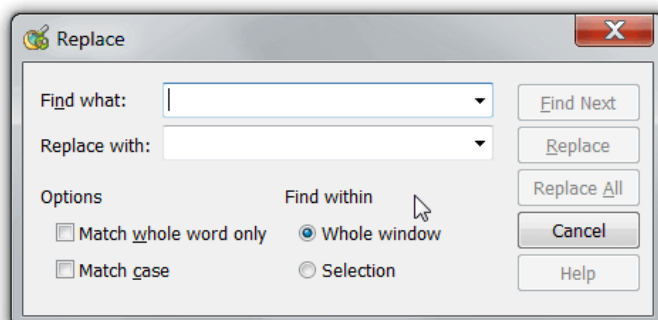 Replace
Find what:
Find Next
Replace with:
Replace
Replace All
Options
Find within
Match whole word only
Whole window
Cancel
Match case
Selection
Help